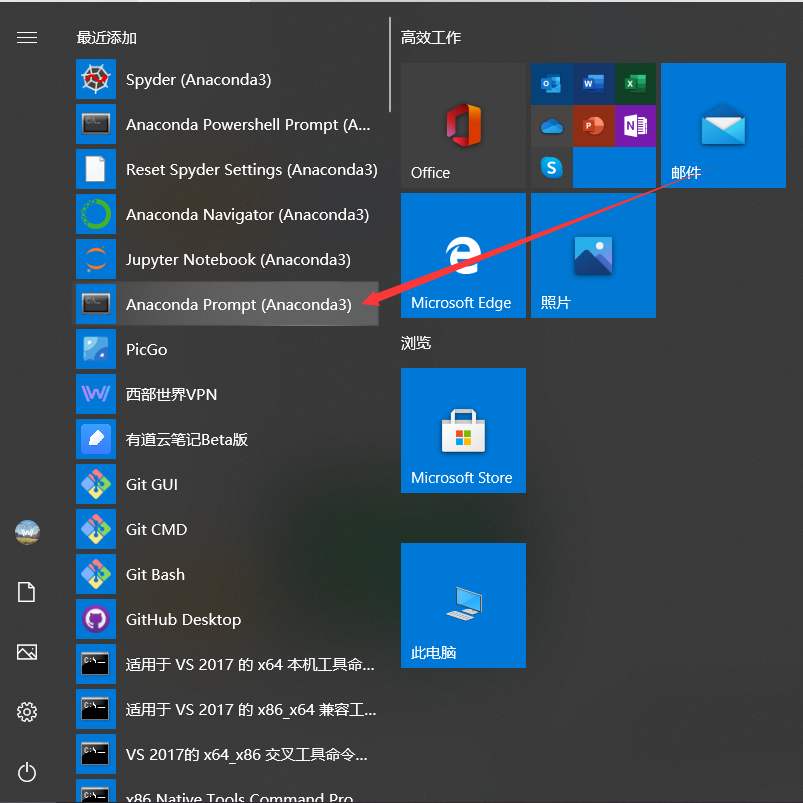 最近添加
Spyder (Anaconda3)
Anaconda Powershell Prompt (A...
Reset Spyder Settings (Anaconda3)
Anaconda Navigator (Anaconda3)
Jupyter Notebook (Anaconda3)
Anaconda Prompt (Anaconda3)
PicGo
西部世界VPN
有道云笔记Beta版
Git GUI
Git CMD
Git Bash
GitHub Desktop
适用于 VS 2017 的 x64 本机工具命...
适用于 VS 2017 的 x86_x64 兼容工...
VS 2017的 x64_x86 交叉工具命令...
x86 Native Tools Command Pro
高效工作
Office
邮件
Microsoft Edge
照片
浏览
Microsoft Store
此电脑